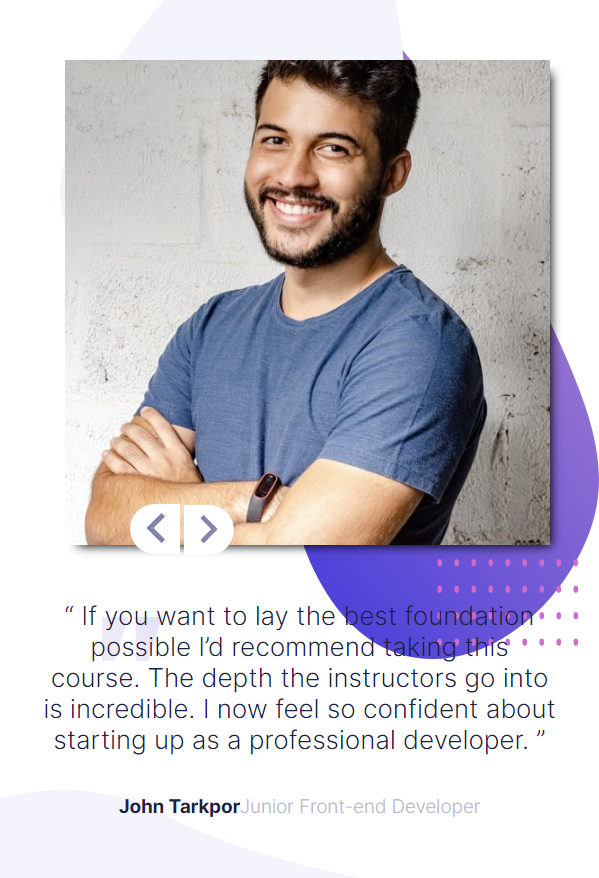 “ If you want to lay the best foundation
possible I’d recommend taking this
course. The depth the instructors go into
is incredible. I now feel so confident about
starting up as a professional developer. ”
John TarkporJunior Front-end Developer